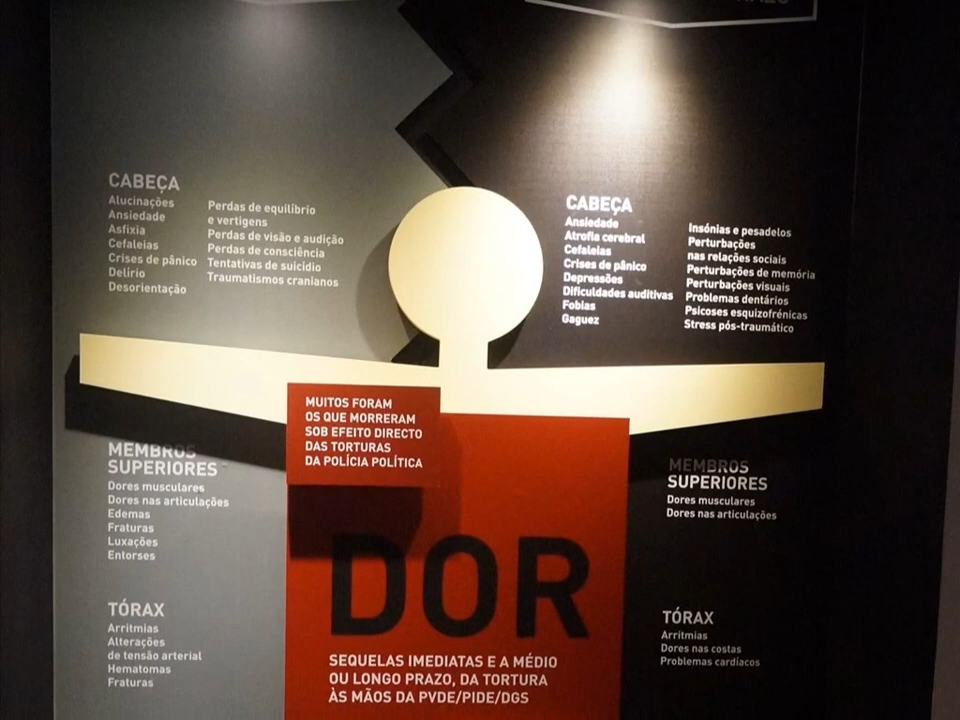 CABEÇA
Alucinações
Ansiedade
Asfixia
Cefaleias
Crises de pânico
Delírio
Desorientação
Perdas de equilíbrio
e vertigens
Perdas de visão e audição
Perdas de consciência
Tentativas de suicídio
Traumatismos cranianos
CABEÇA
Ansiedade
Atrofia cerebral
Cefaleias
Crises de pânico
Depressões
Dificuldades auditivas
Fobias
Gaguez
Insónias e pesadelos
Perturbações
nas relações sociais
Perturbações de memória
Perturbações visuais
Problemas dentários
Psicoses esquizofrénicas
Stress pós-traumático
MUITOS FORAM
OS QUE MORRERAM
SOB EFEITO DIRECTO
DAS TORTURAS
DA POLÍCIA POLÍTICA
MEMBROS
SUPERIORES
Dores musculares
Dores nas articulações
Edemas
Fraturas
Luxações
Entorses
MEMBROS
SUPERIORES
Dores musculares
Dores nas articulações
TÓRAX
Arritmias
Alterações
de tensão arterial
Hematomas
Fraturas
DOR
SEQUELAS IMEDIATAS E A MÉDIO
OU LONGO PRAZO, DA TORTURA
ÀS MÃOS DA PVDE/PIDE/DGS
TÓRAX
Arritmias
Dores nas costas
Problemas cardíacos